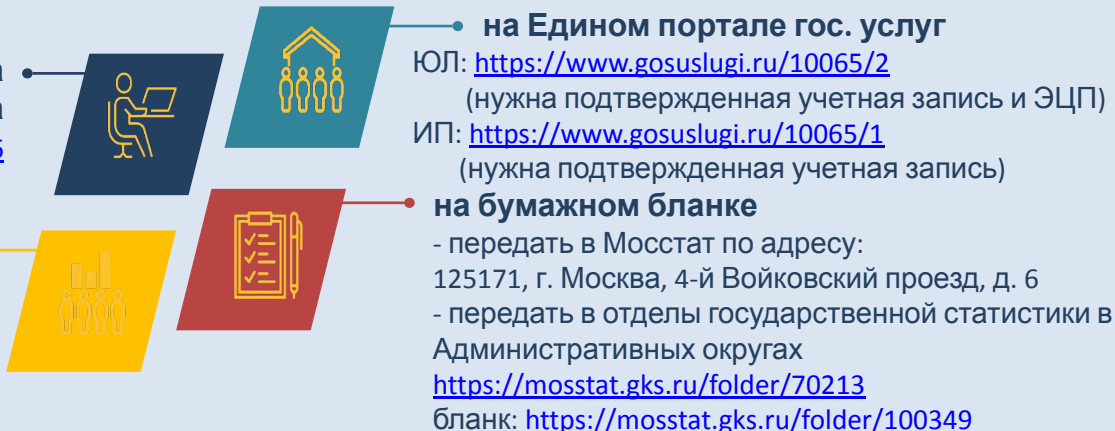 а
а
на Едином портале гос. услуг
ЮЛ: https://www.gosuslugi.ru/10065/2
(нужна подтвержденная учетная запись и ЭЦП)
ИП: https://www.gosuslugi.ru/10065/1
(нужна подтвержденная учетная запись)
на бумажном бланке
- передать в Мосстат по адресу:
125171, г. Москва, 4-й Войковский проезд, д. 6
- передать в отделы государственной статистики в
Административных округах
https://mosstat.gks.ru/folder/70213
бланк: https://mosstat.gks.ru/folder/100349